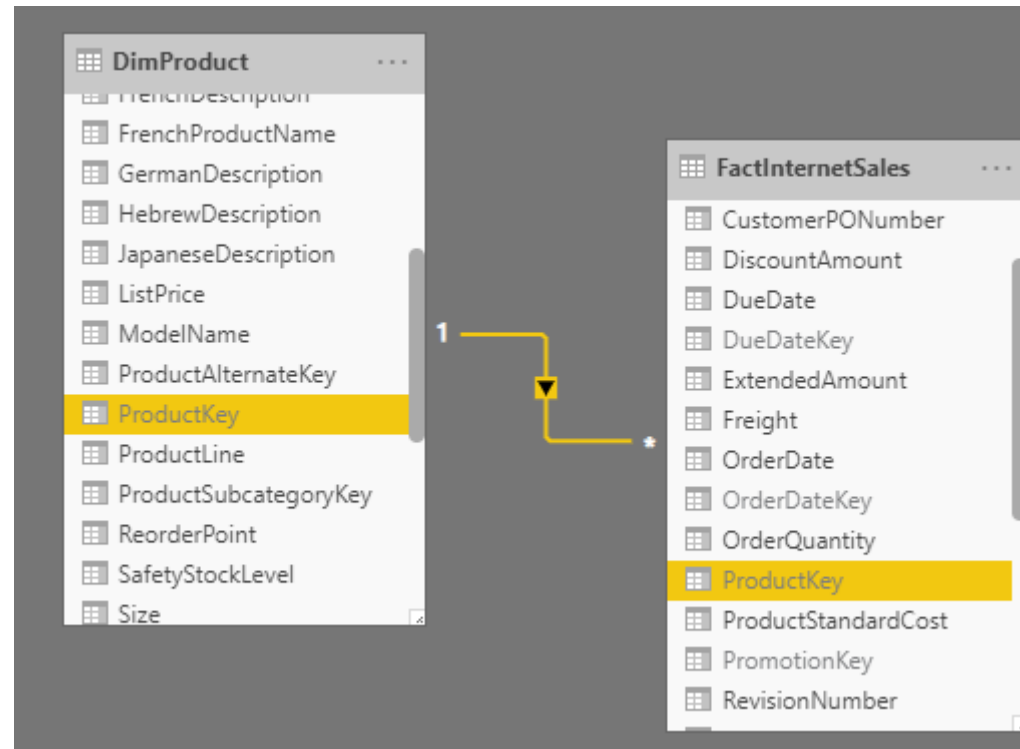 DimProduct
FrenchDescription
FrenchProductName
GermanDescription
HebrewDescription
JapaneseDescription
ListPrice
ModelName
ProductAlternateKey
ProductKey
ProductLine
ProductSubcategoryKey
ReorderPoint
SafetyStockLevel
Size
1
*
FactInternetSales
CustomerPONumber
DiscountAmount
DueDate
DueDateKey
ExtendedAmount
Freight
OrderDate
OrderDateKey
OrderQuantity
ProductKey
ProductStandardCost
PromotionKey
RevisionNumber